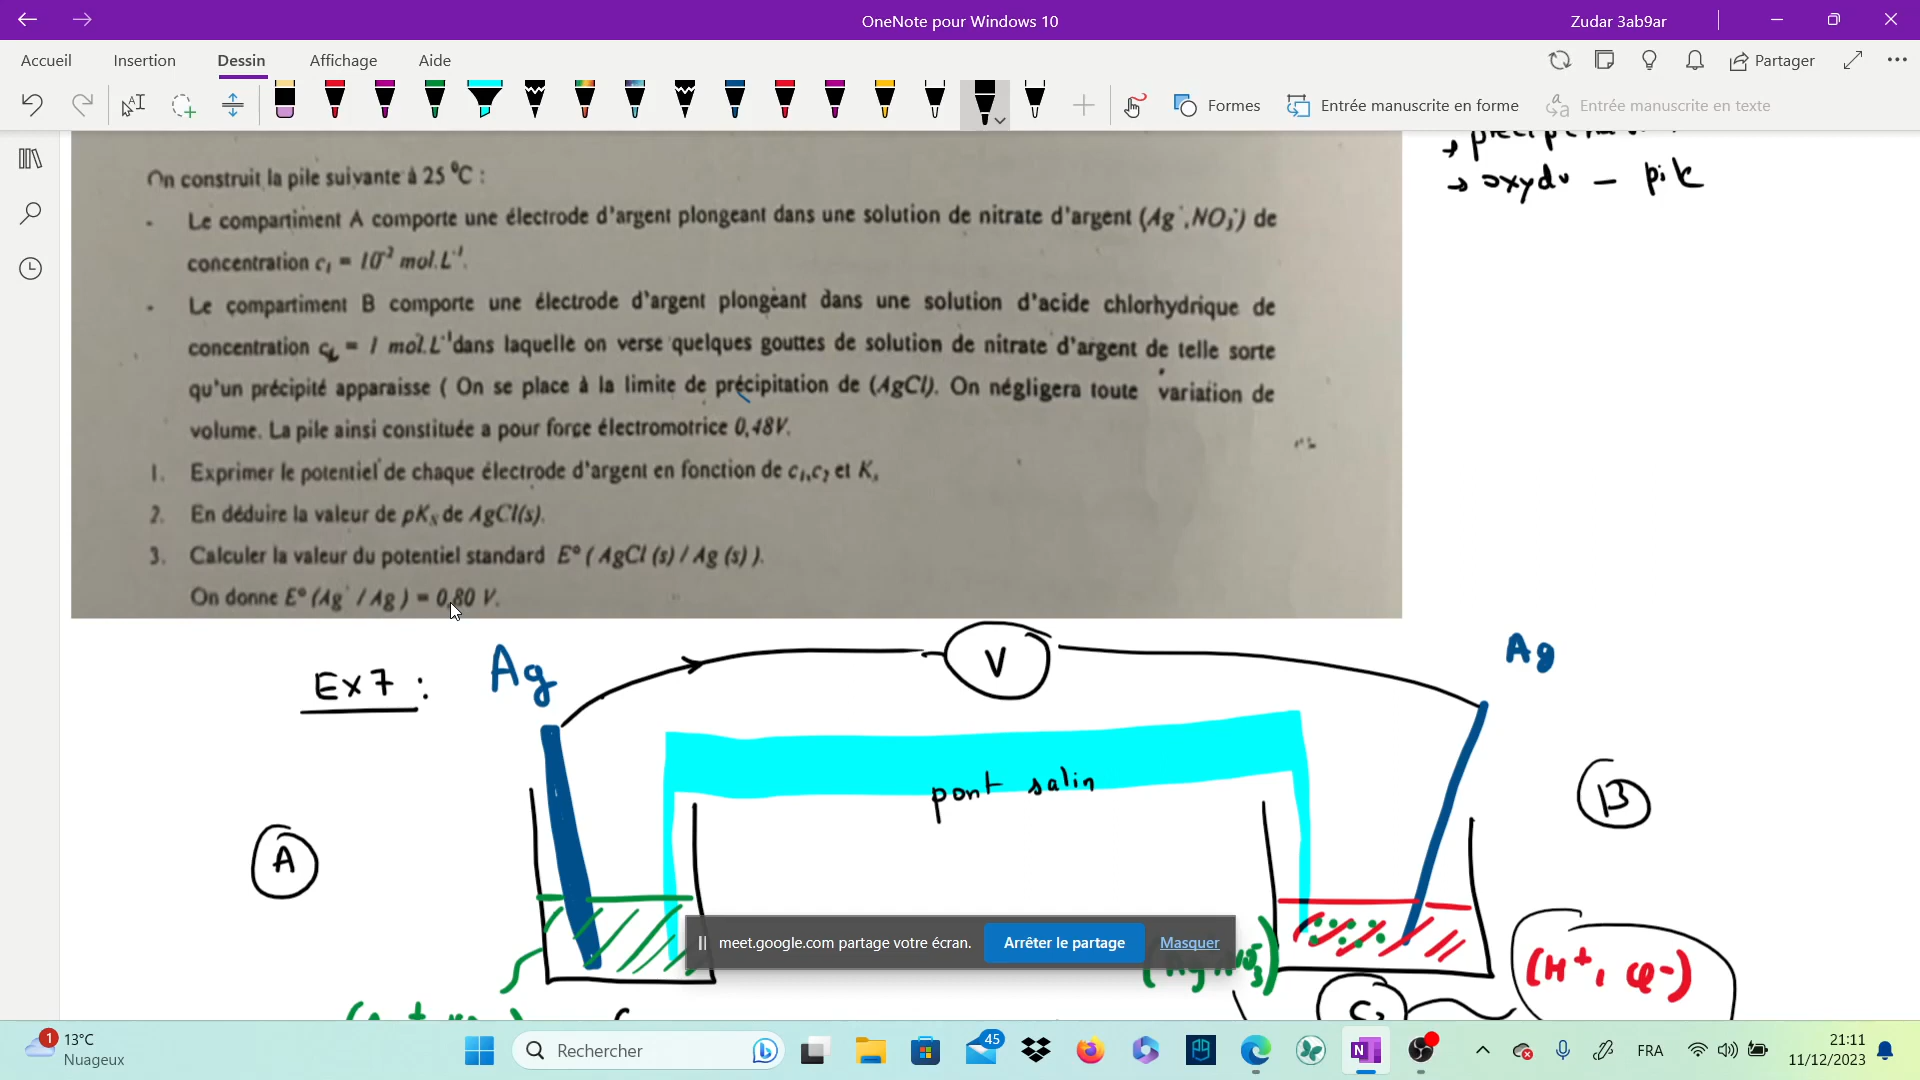 OneNote pour Windows 10
Zudar 3ab9ar
Accueil
Insertion
Dessin
Affichage
Aide
Partager
Formes
Entrée manuscrite en forme
Entrée manuscrite en texte
→ oxydo – pile
On construit la pile suivante à 25 °C :
- Le compartiment A comporte une électrode d'argent plongeant dans une solution de nitrate d'argent (Ag⁺,NO₃⁻) de
concentration c₁ = 10⁻² mol.L⁻¹.
- Le compartiment B comporte une électrode d'argent plongeant dans une solution d'acide chlorhydrique de
concentration c₂ = 1 mol.L⁻¹ dans laquelle on verse quelques gouttes de solution de nitrate d'argent de telle sorte
qu'un précipité apparaisse ( On se place à la limite de précipitation de (AgCl). On négligera toute variation de
volume. La pile ainsi constituée a pour force électromotrice 0,48V.
1. Exprimer le potentiel de chaque électrode d'argent en fonction de c₁,c₂ et Kₛ
2. En déduire la valeur de pKₛ de AgCl(s).
3. Calculer la valeur du potentiel standard E° ( AgCl (s) / Ag (s) ).
On donne E° (Ag⁺ / Ag ) = 0,80 V.
Ex7 :
Ag
V
Ag
pont salin
A
B
(H⁺, Cl⁻)
meet.google.com partage votre écran.
Arrêter le partage
Masquer
1
13°C
Nuageux
Rechercher
45
FRA
21:11
11/12/2023